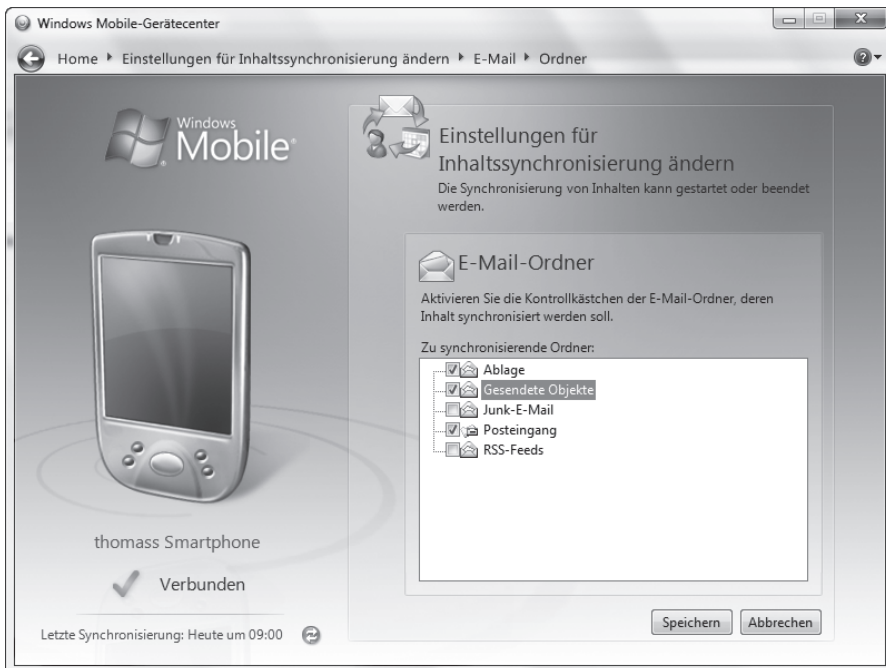 Windows Mobile-Gerätecenter
Home ▸ Einstellungen für Inhaltssynchronisierung ändern ▸ E-Mail ▸ Ordner
Windows
Mobile®
Einstellungen für
Inhaltssynchronisierung ändern
Die Synchronisierung von Inhalten kann gestartet oder beendet
werden.
E-Mail-Ordner
Aktivieren Sie die Kontrollkästchen der E-Mail-Ordner, deren
Inhalt synchronisiert werden soll.
Zu synchronisierende Ordner:
Ablage
Gesendete Objekte
Junk-E-Mail
Posteingang
RSS-Feeds
thomass Smartphone
Verbunden
Letzte Synchronisierung: Heute um 09:00
Speichern
Abbrechen